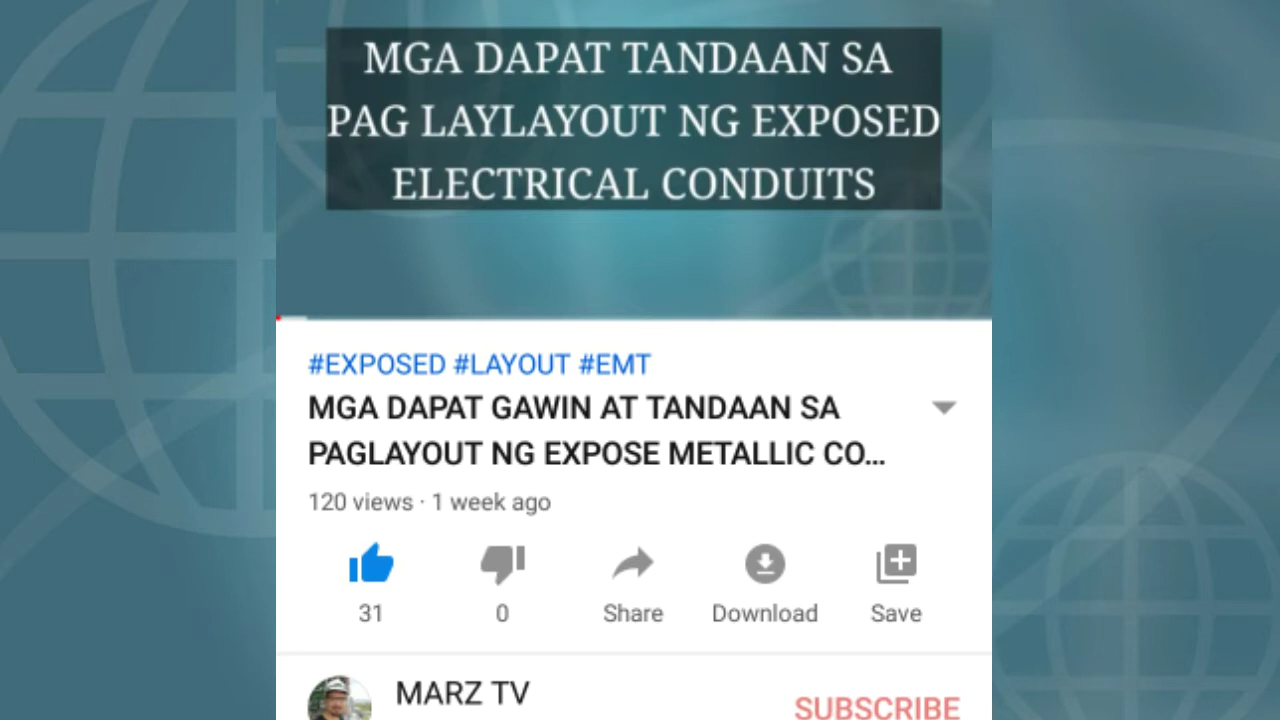 MGA DAPAT TANDAAN SA
PAG LAYLAYOUT NG EXPOSED
ELECTRICAL CONDUITS
#EXPOSED #LAYOUT #EMT
MGA DAPAT GAWIN AT TANDAAN SA
PAGLAYOUT NG EXPOSE METALLIC CO...
120 views · 1 week ago
31 0 Share Download Save
MARZ TV
SUBSCRIBE